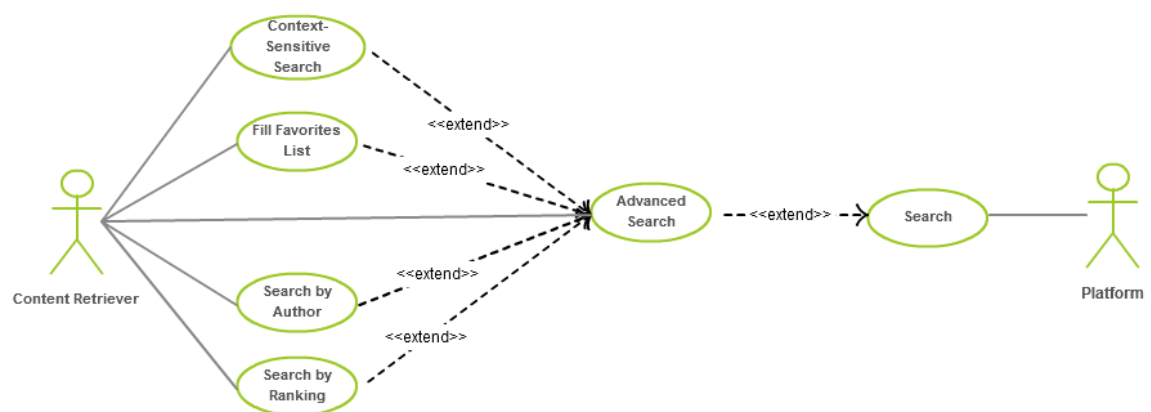 Context-
Sensitive
Search
<<extend>>
Fill Favorites
List
<<extend>>
Advanced
Search
<<extend>>
Search
Search by
Author
<<extend>>
Content Retriever
Platform
<<extend>>
Search by
Ranking